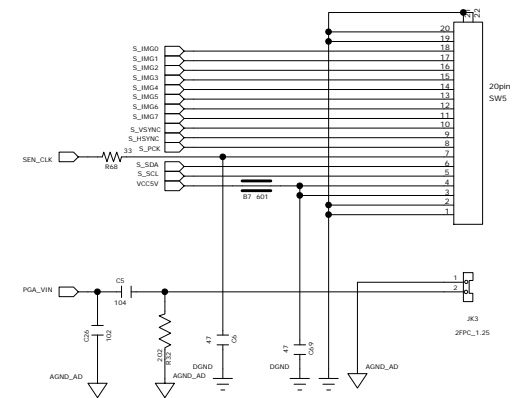 21
22
20
19
S_IMG0 18
S_IMG1 17
S_IMG2 16
S_IMG3 15
S_IMG4 14
S_IMG5 13
S_IMG6 12
S_IMG7 11
S_VSYNC 10
S_HSYNC 9
S_PCK 8
20pin
SW5
SEN_CLK 33 7
R68
S_SDA 6
S_SCL 5
VCC5V 4
B7 601 3
2
1
PGA_VIN
C5
104
C26
102
202
R32
47
C6
47
C69
AGND_AD
AGND_AD
DGND
DGND
AGND_AD
1
2
JK3
2FPC_1.25